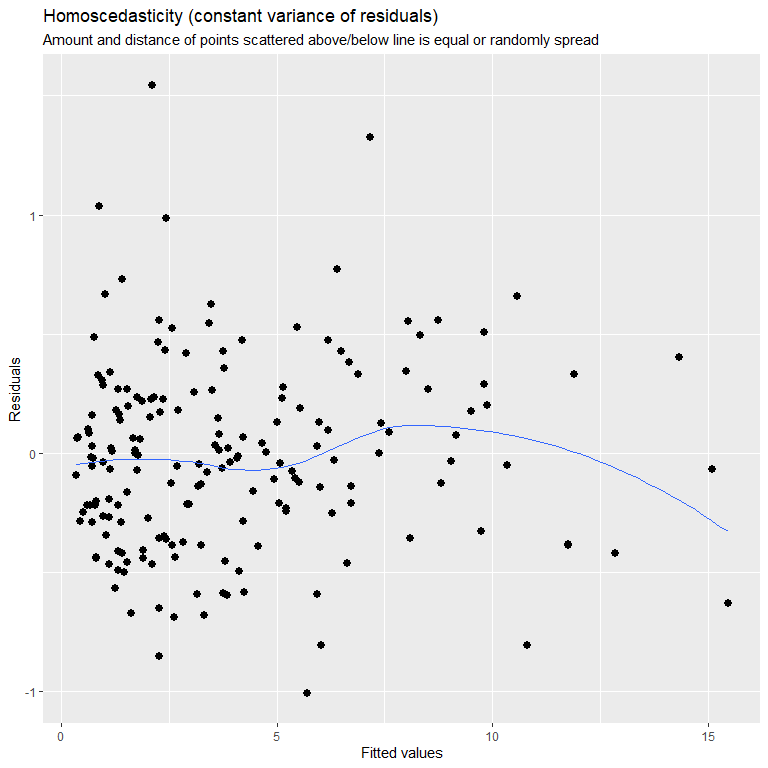 Homoscedasticity (constant variance of residuals)
Amount and distance of points scattered above/below line is equal or randomly spread
Residuals
1
0
-1
0
5
10
15
Fitted values